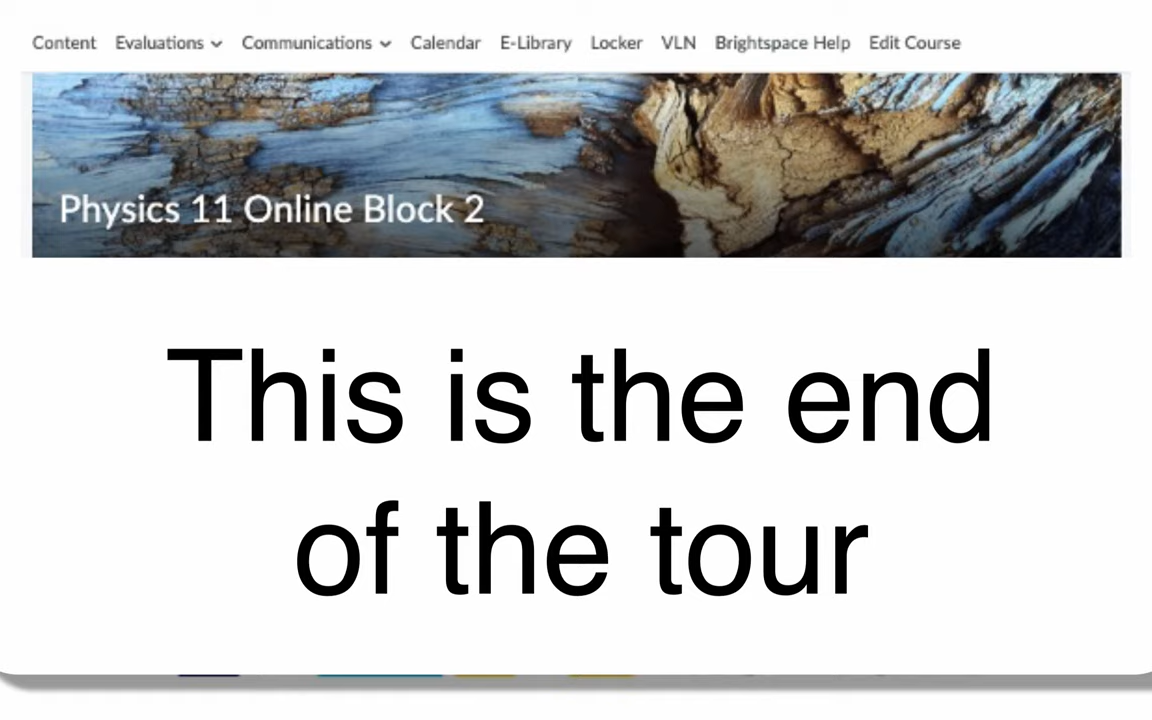 Content Evaluations Communications Calendar E-Library Locker VLN Brightspace Help Edit Course
Physics 11 Online Block 2
This is the end
of the tour